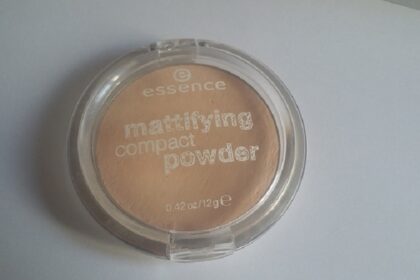 essence
mattifying
compact
powder
0.42 oz/12g℮